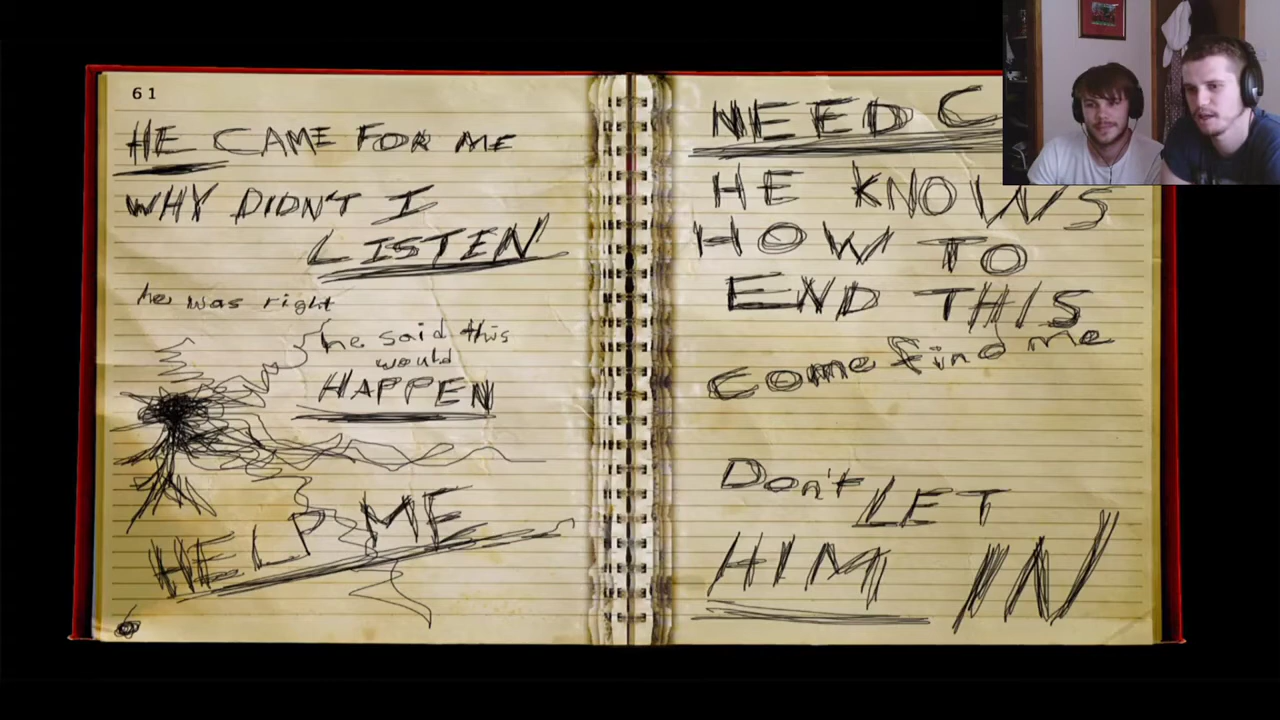 61
HE CAME FOR ME
WHY DIDN'T I
LISTEN
he was right
he said this
would
HAPPEN
HELP ME
NEED
HE KNOWS
HOW TO
END THIS
come find me
Don't LET
HIM IN